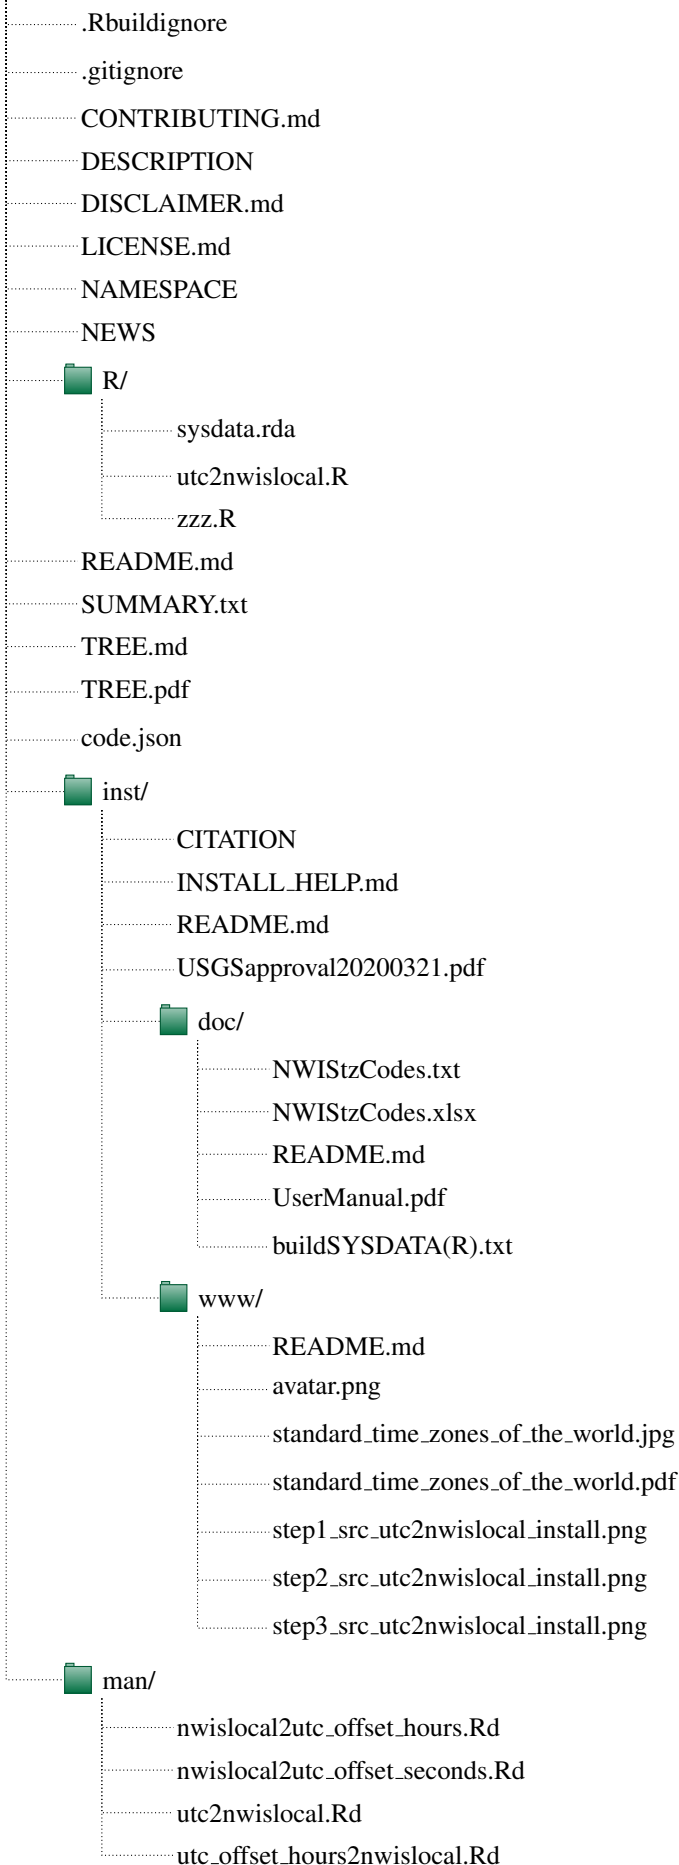 .Rbuildignore
.gitignore
CONTRIBUTING.md
DESCRIPTION
DISCLAIMER.md
LICENSE.md
NAMESPACE
NEWS
R/
sysdata.rda
utc2nwislocal.R
zzz.R
README.md
SUMMARY.txt
TREE.md
TREE.pdf
code.json
inst/
CITATION
INSTALL_HELP.md
README.md
USGSapproval20200321.pdf
doc/
NWIStzCodes.txt
NWIStzCodes.xlsx
README.md
UserManual.pdf
buildSYSDATA(R).txt
www/
README.md
avatar.png
standard_time_zones_of_the_world.jpg
standard_time_zones_of_the_world.pdf
step1_src_utc2nwislocal_install.png
step2_src_utc2nwislocal_install.png
step3_src_utc2nwislocal_install.png
man/
nwislocal2utc_offset_hours.Rd
nwislocal2utc_offset_seconds.Rd
utc2nwislocal.Rd
utc_offset_hours2nwislocal.Rd